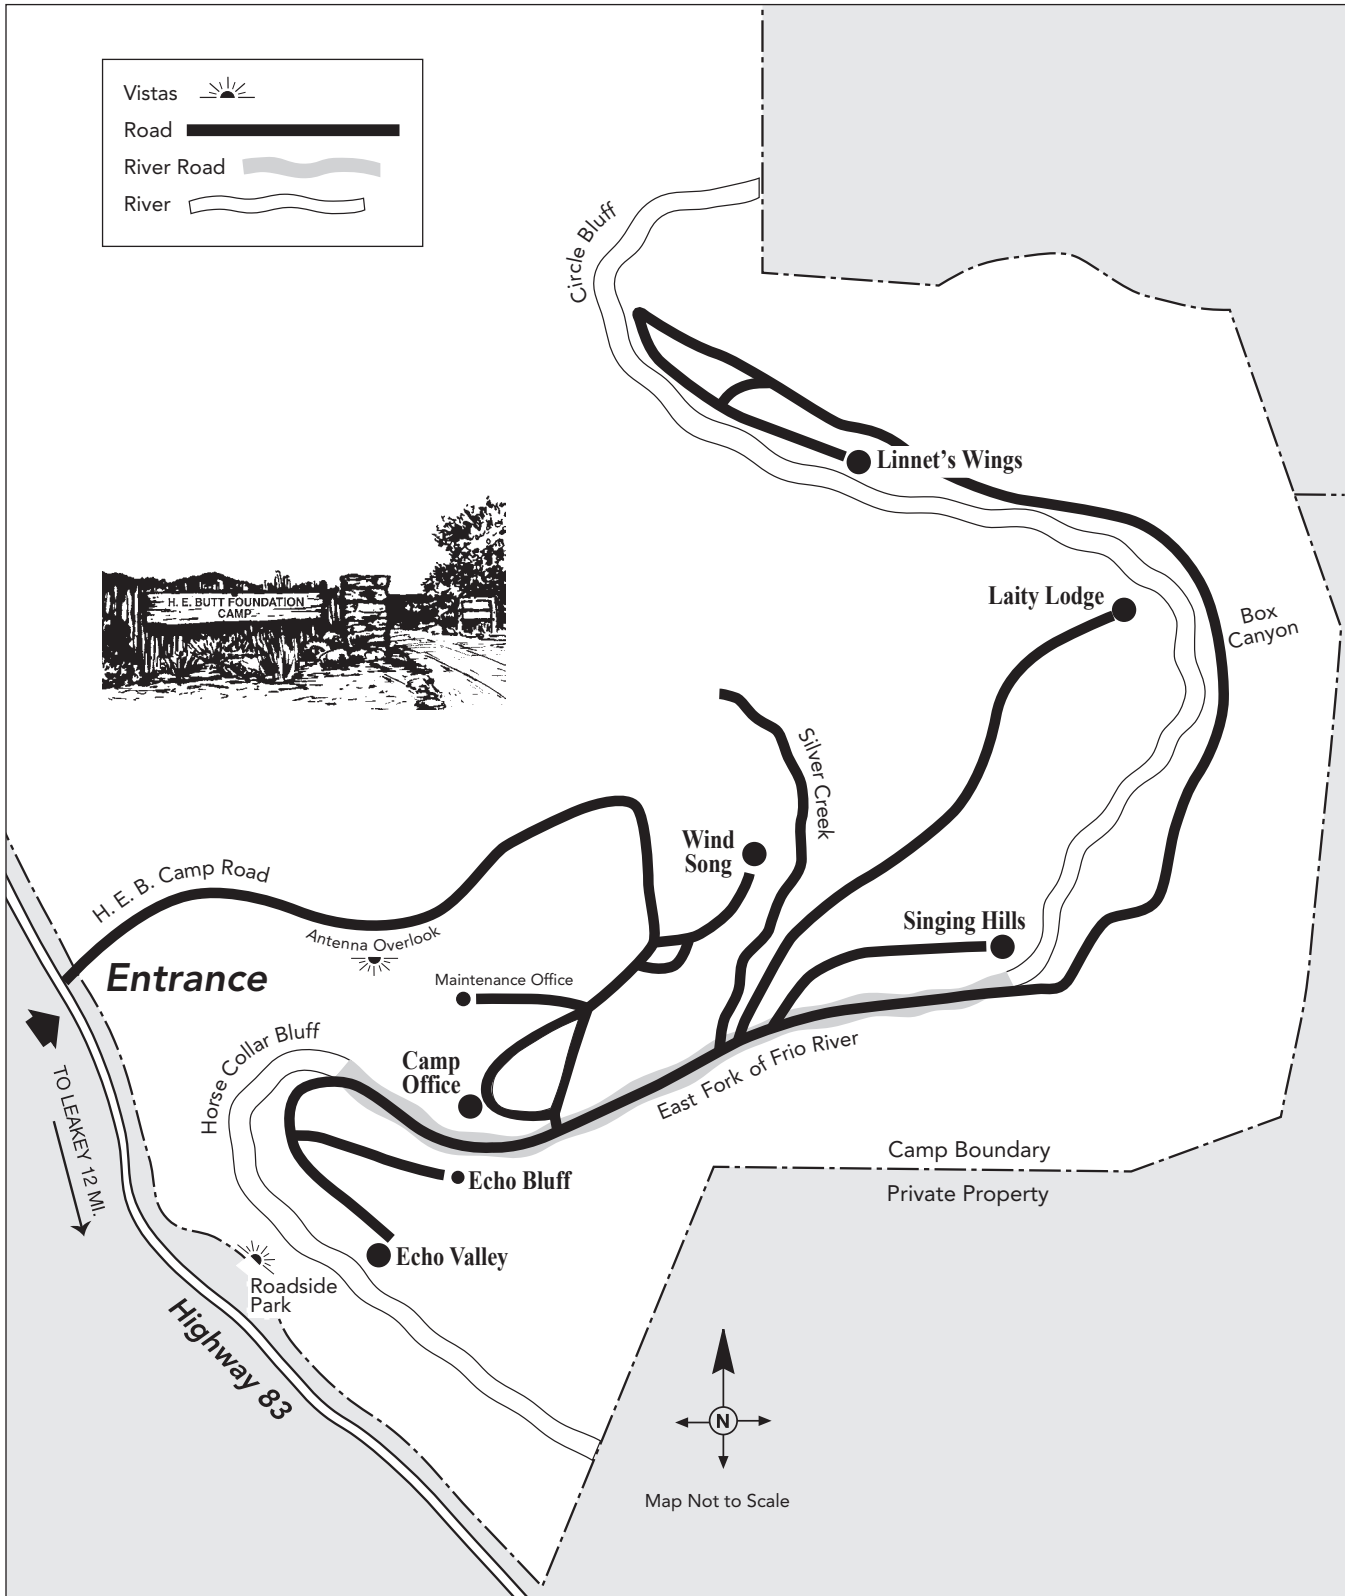 Vistas
Road
River Road
River
Circle Bluff
Linnet's Wings
H. E. BUTT FOUNDATION
CAMP
Laity Lodge
Box
Canyon
Silver Creek
Wind
Song
H. E. B. Camp Road
Antenna Overlook
Singing Hills
Entrance
Maintenance Office
Horse Collar Bluff
Camp
Office
East Fork of Frio River
TO LEAKEY 12 MI.
Echo Bluff
Camp Boundary
Private Property
Echo Valley
Roadside
Park
Highway 83
N
Map Not to Scale